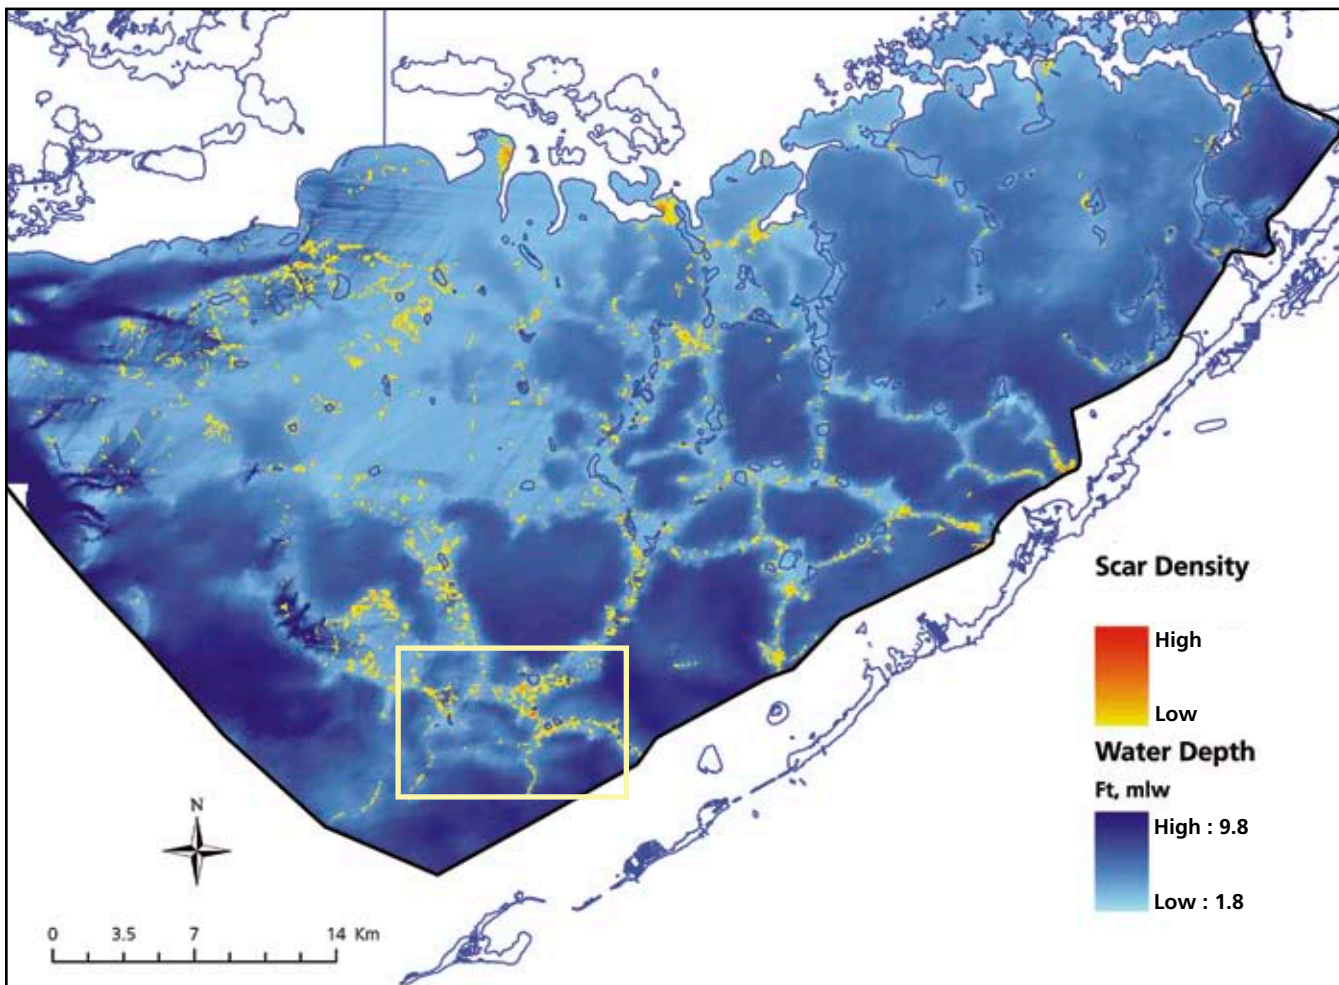 Scar Density
High
Low
Water Depth
Ft, mlw
High : 9.8
Low : 1.8
N
0 3.5 7 14 Km